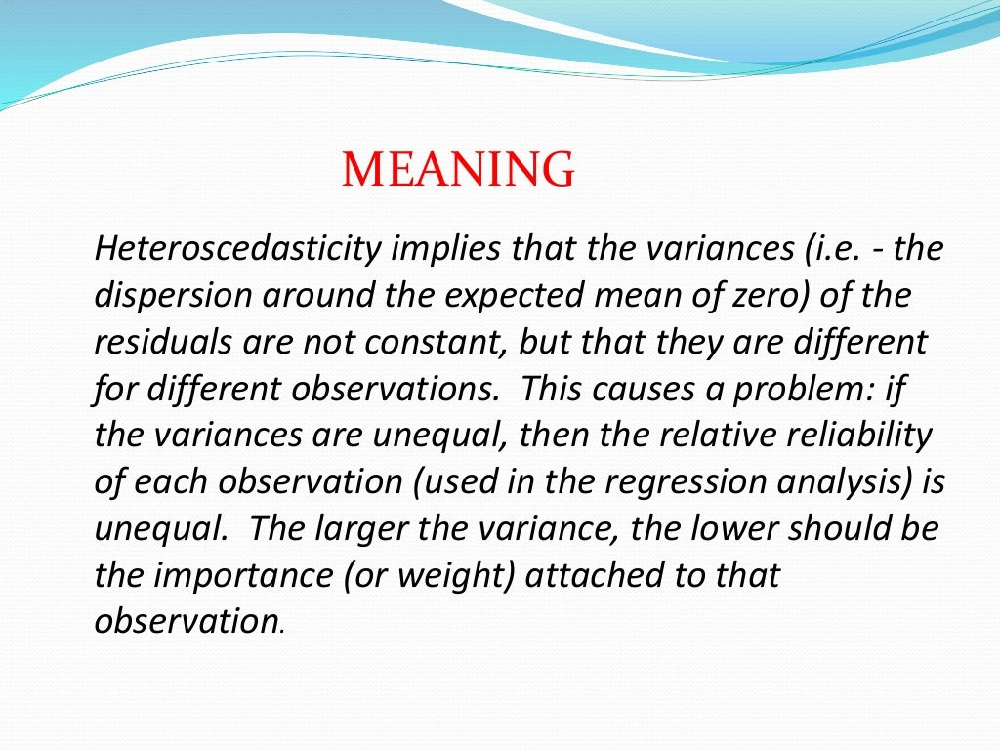 MEANING
Heteroscedasticity implies that the variances (i.e. - the
dispersion around the expected mean of zero) of the
residuals are not constant, but that they are different
for different observations.  This causes a problem: if
the variances are unequal, then the relative reliability
of each observation (used in the regression analysis) is
unequal.  The larger the variance, the lower should be
the importance (or weight) attached to that
observation.